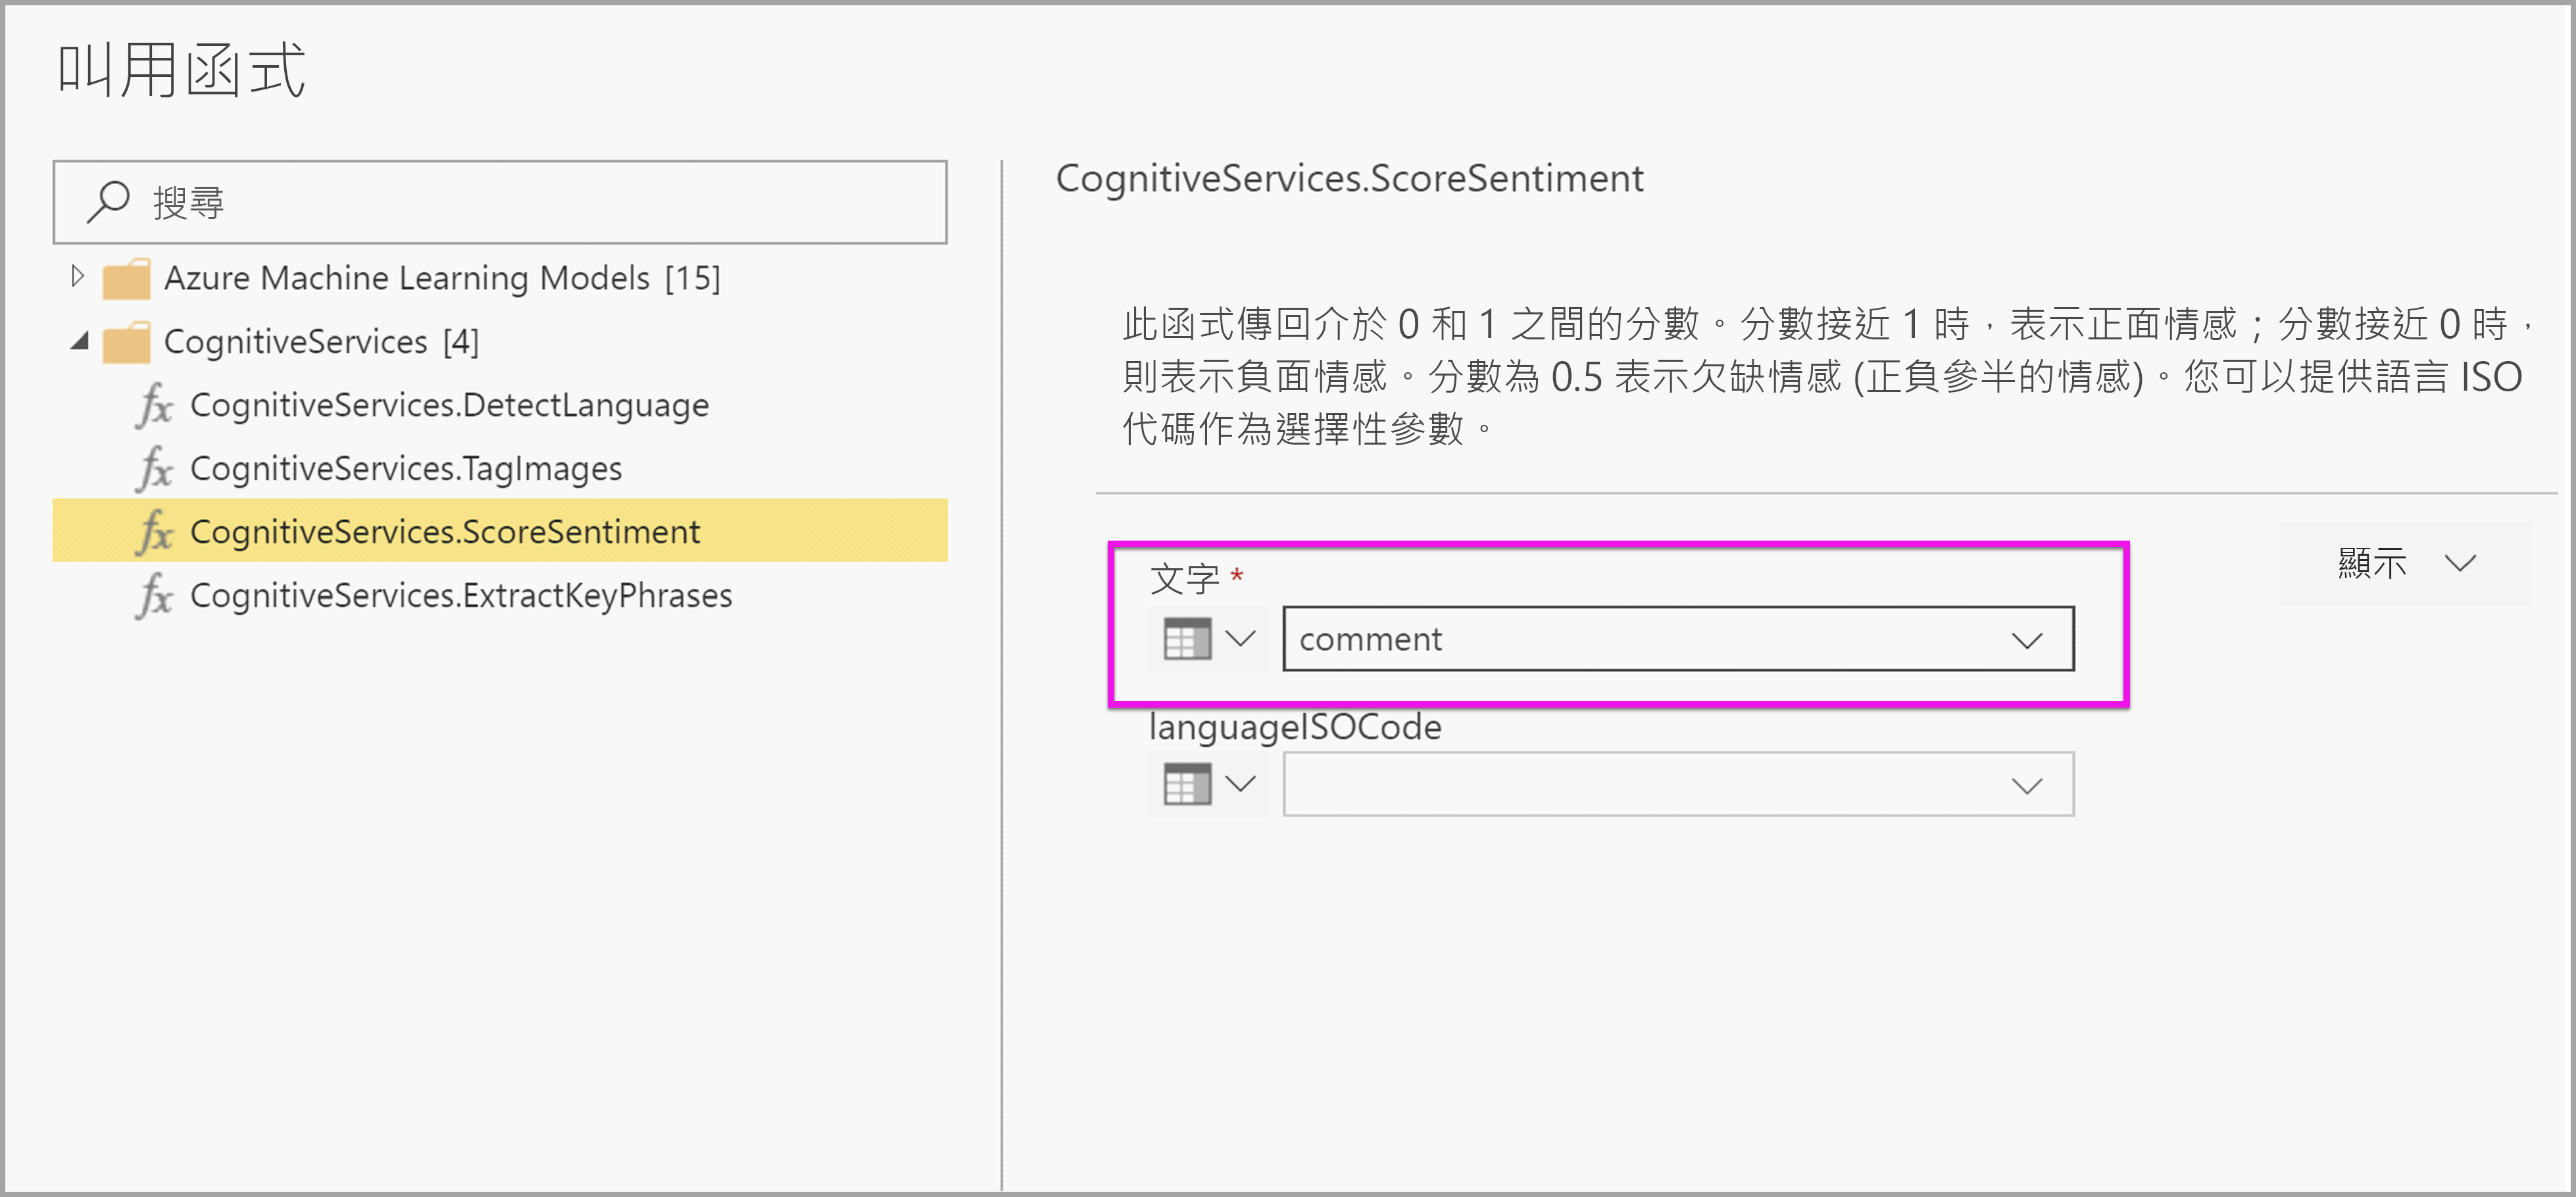 叫用函式
搜尋
Azure Machine Learning Models [15]
CognitiveServices [4]
fx CognitiveServices.DetectLanguage
fx CognitiveServices.TagImages
fx CognitiveServices.ScoreSentiment
fx CognitiveServices.ExtractKeyPhrases
CognitiveServices.ScoreSentiment
此函式傳回介於 0 和 1 之間的分數。分數接近 1 時，表示正面情感；分數接近 0 時，
則表示負面情感。分數為 0.5 表示欠缺情感 (正負參半的情感)。您可以提供語言 ISO
代碼作為選擇性參數。
顯示
文字 *
comment
languageISOCode